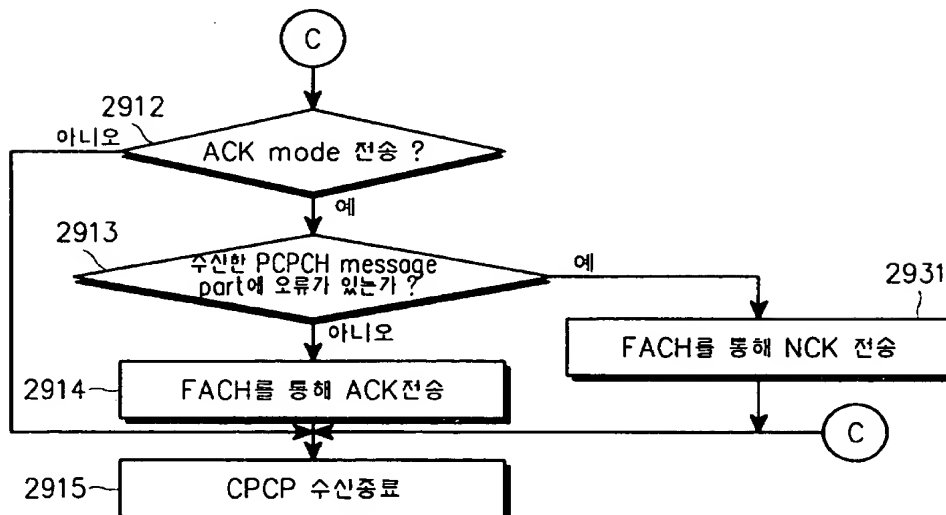 C
2912
아니오
ACK mode 전송 ?
예
2913
수신한 PCPCH message
part에 오류가 있는가 ?
예
2931
아니오
FACH를 통해 NCK 전송
2914
FACH를 통해 ACK전송
C
2915
CPCP 수신종료